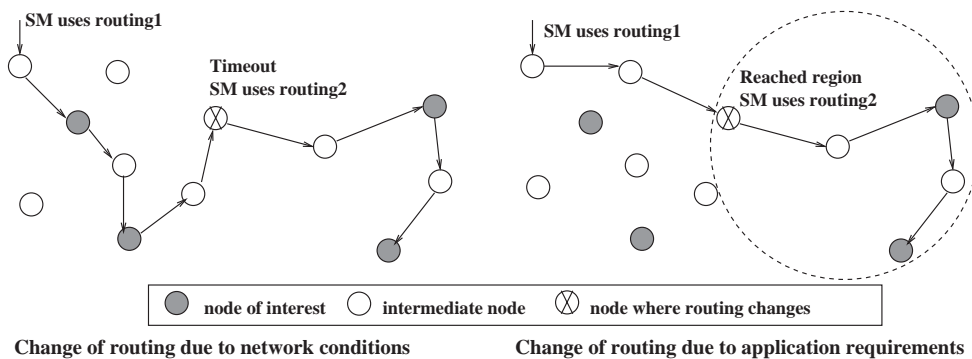 SM uses routing1
Timeout
SM uses routing2
SM uses routing1
Reached region
SM uses routing2
node of interest
intermediate node
node where routing changes
Change of routing due to network conditions
Change of routing due to application requirements